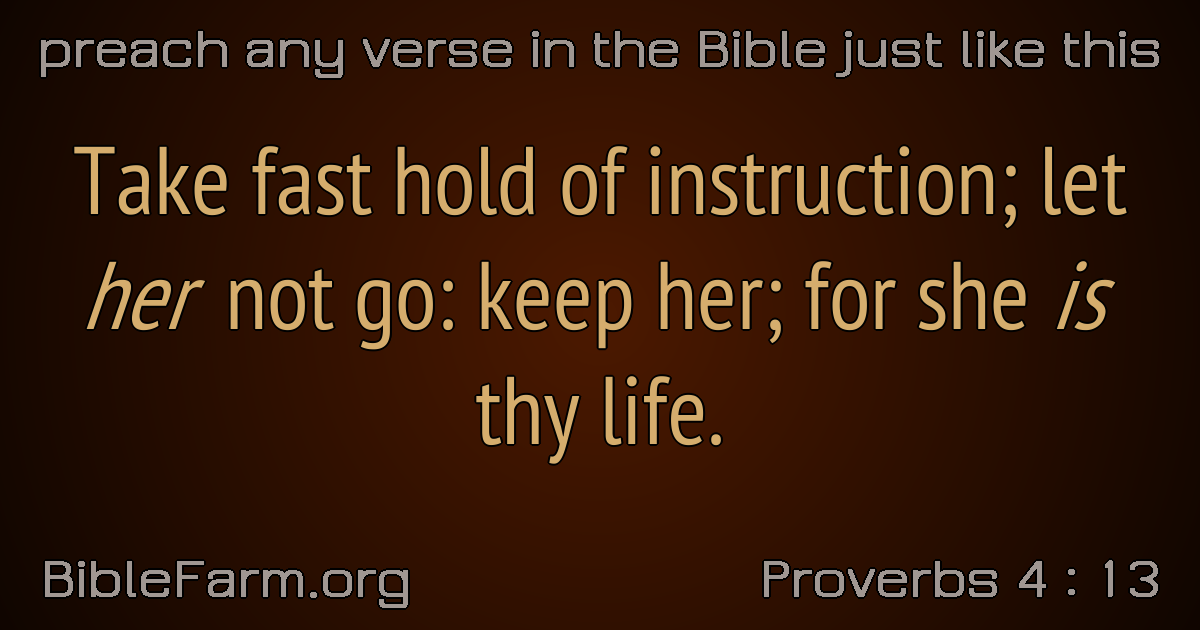 preach any verse in the Bible just like this
Take fast hold of instruction; let
her not go: keep her; for she is
thy life.
BibleFarm.org
Proverbs 4 : 13